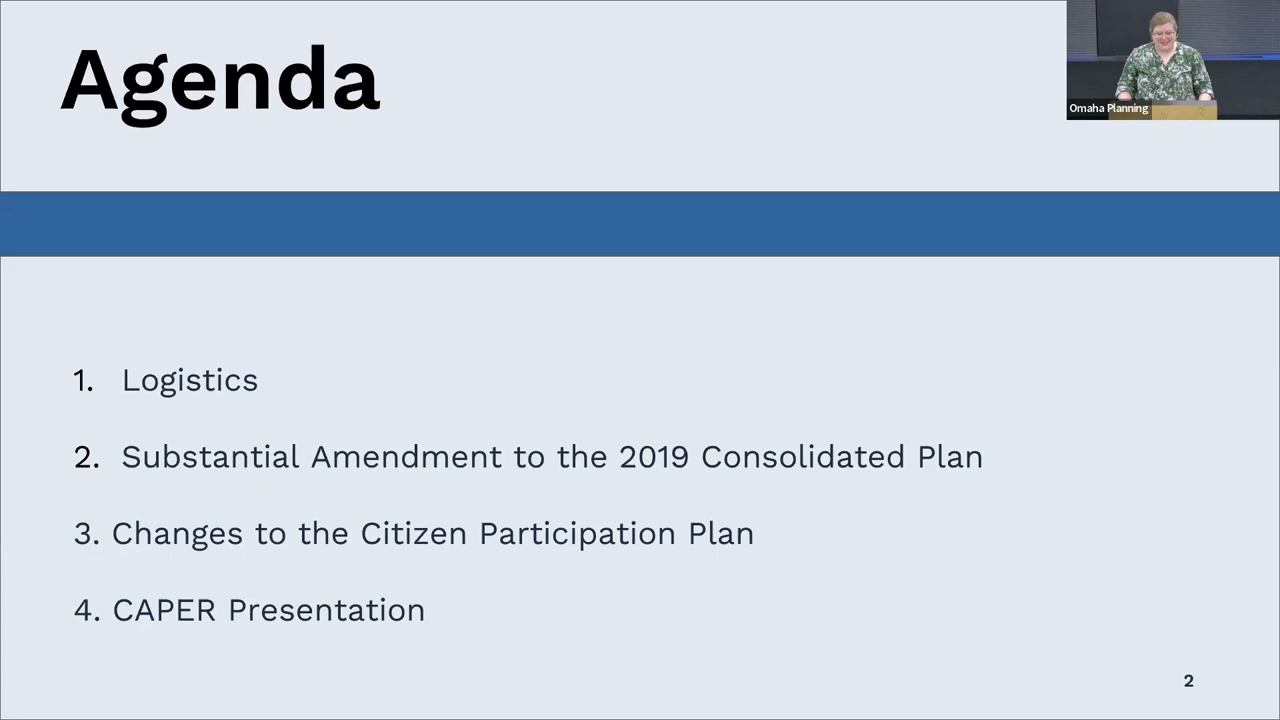 Agenda
Omaha Planning
1. Logistics
2. Substantial Amendment to the 2019 Consolidated Plan
3. Changes to the Citizen Participation Plan
4. CAPER Presentation
2